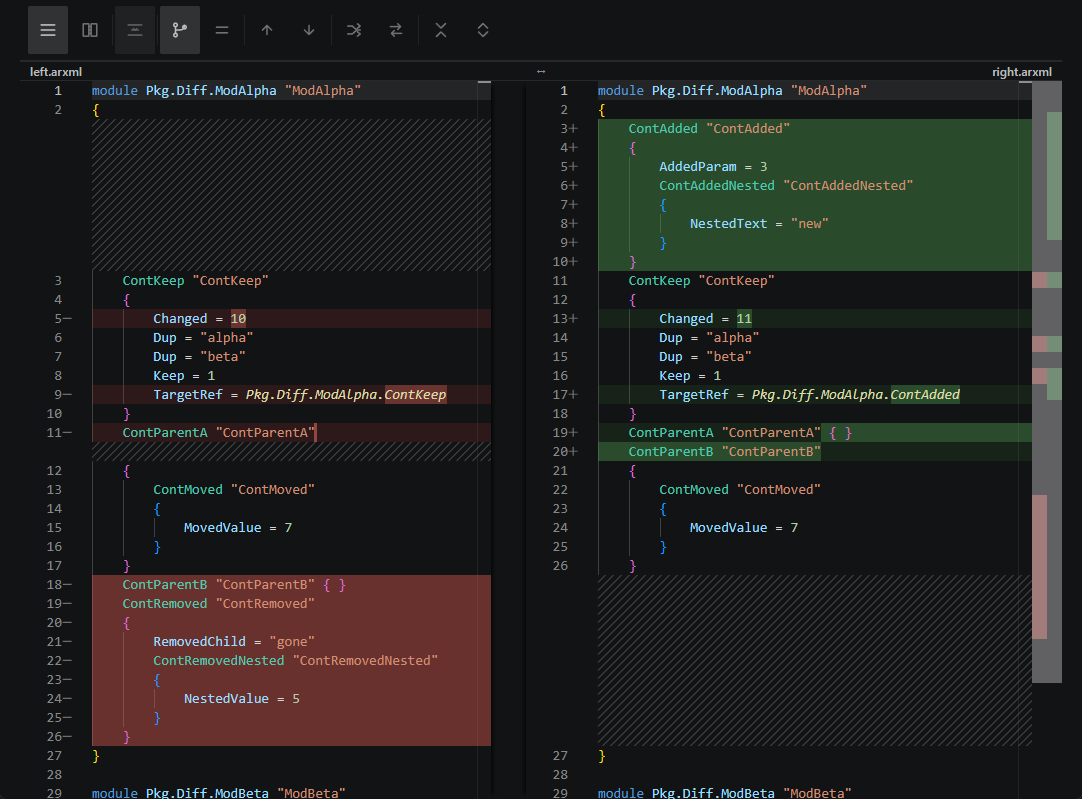 left.arxml ↔ right.arxml
1 module Pkg.Diff.ModAlpha "ModAlpha"
2 {
3 ContKeep "ContKeep"
4 {
5− Changed = 10
6 Dup = "alpha"
7 Dup = "beta"
8 Keep = 1
9− TargetRef = Pkg.Diff.ModAlpha.ContKeep
10 }
11− ContParentA "ContParentA"
12 {
13 ContMoved "ContMoved"
14 {
15 MovedValue = 7
16 }
17 }
18− ContParentB "ContParentB" { }
19− ContRemoved "ContRemoved"
20− {
21− RemovedChild = "gone"
22− ContRemovedNested "ContRemovedNested"
23− {
24− NestedValue = 5
25− }
26− }
27 }
28
29 module Pkg.Diff.ModBeta "ModBeta"
1 module Pkg.Diff.ModAlpha "ModAlpha"
2 {
3+ ContAdded "ContAdded"
4+ {
5+ AddedParam = 3
6+ ContAddedNested "ContAddedNested"
7+ {
8+ NestedText = "new"
9+ }
10+ }
11 ContKeep "ContKeep"
12 {
13+ Changed = 11
14 Dup = "alpha"
15 Dup = "beta"
16 Keep = 1
17+ TargetRef = Pkg.Diff.ModAlpha.ContAdded
18 }
19+ ContParentA "ContParentA" { }
20+ ContParentB "ContParentB"
21 {
22 ContMoved "ContMoved"
23 {
24 MovedValue = 7
25 }
26 }
27 }
28
29 module Pkg.Diff.ModBeta "ModBeta"